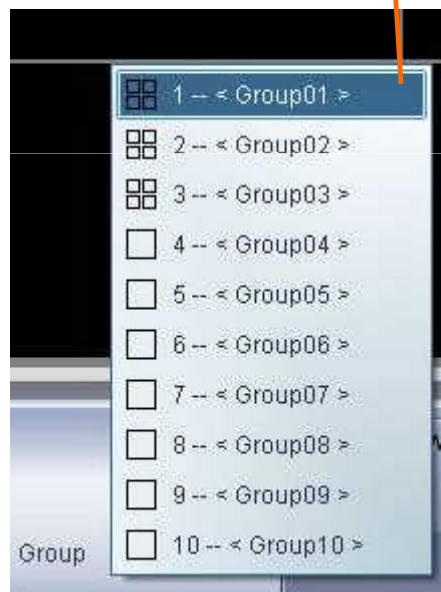 1 -- < Group01 >
2 -- < Group02 >
3 -- < Group03 >
4 -- < Group04 >
5 -- < Group05 >
6 -- < Group06 >
7 -- < Group07 >
8 -- < Group08 >
9 -- < Group09 >
10 -- < Group10 >
Group